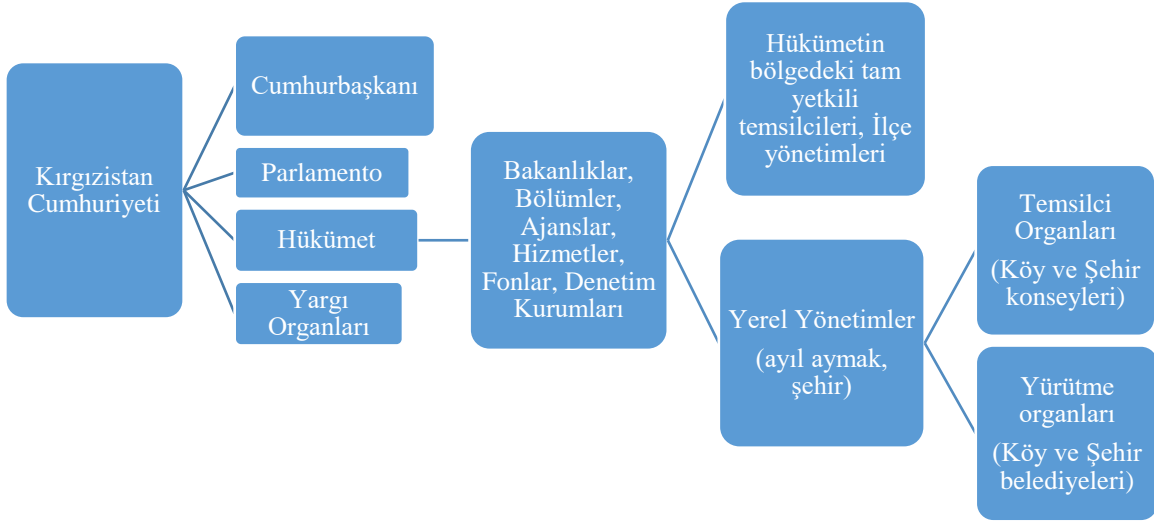 Kırgızistan
Cumhuriyeti
Cumhurbaşkanı
Parlamento
Hükümet
Yargı
Organları
Bakanlıklar,
Bölümler,
Ajanslar,
Hizmetler,
Fonlar, Denetim
Kurumları
Hükümetin
bölgedeki tam
yetkili
temsilcileri, İlçe
yönetimleri
Yerel Yönetimler
(ayıl aymak,
şehir)
Temsilci
Organları
(Köy ve Şehir
konseyleri)
Yürütme
organları
(Köy ve Şehir
belediyeleri)